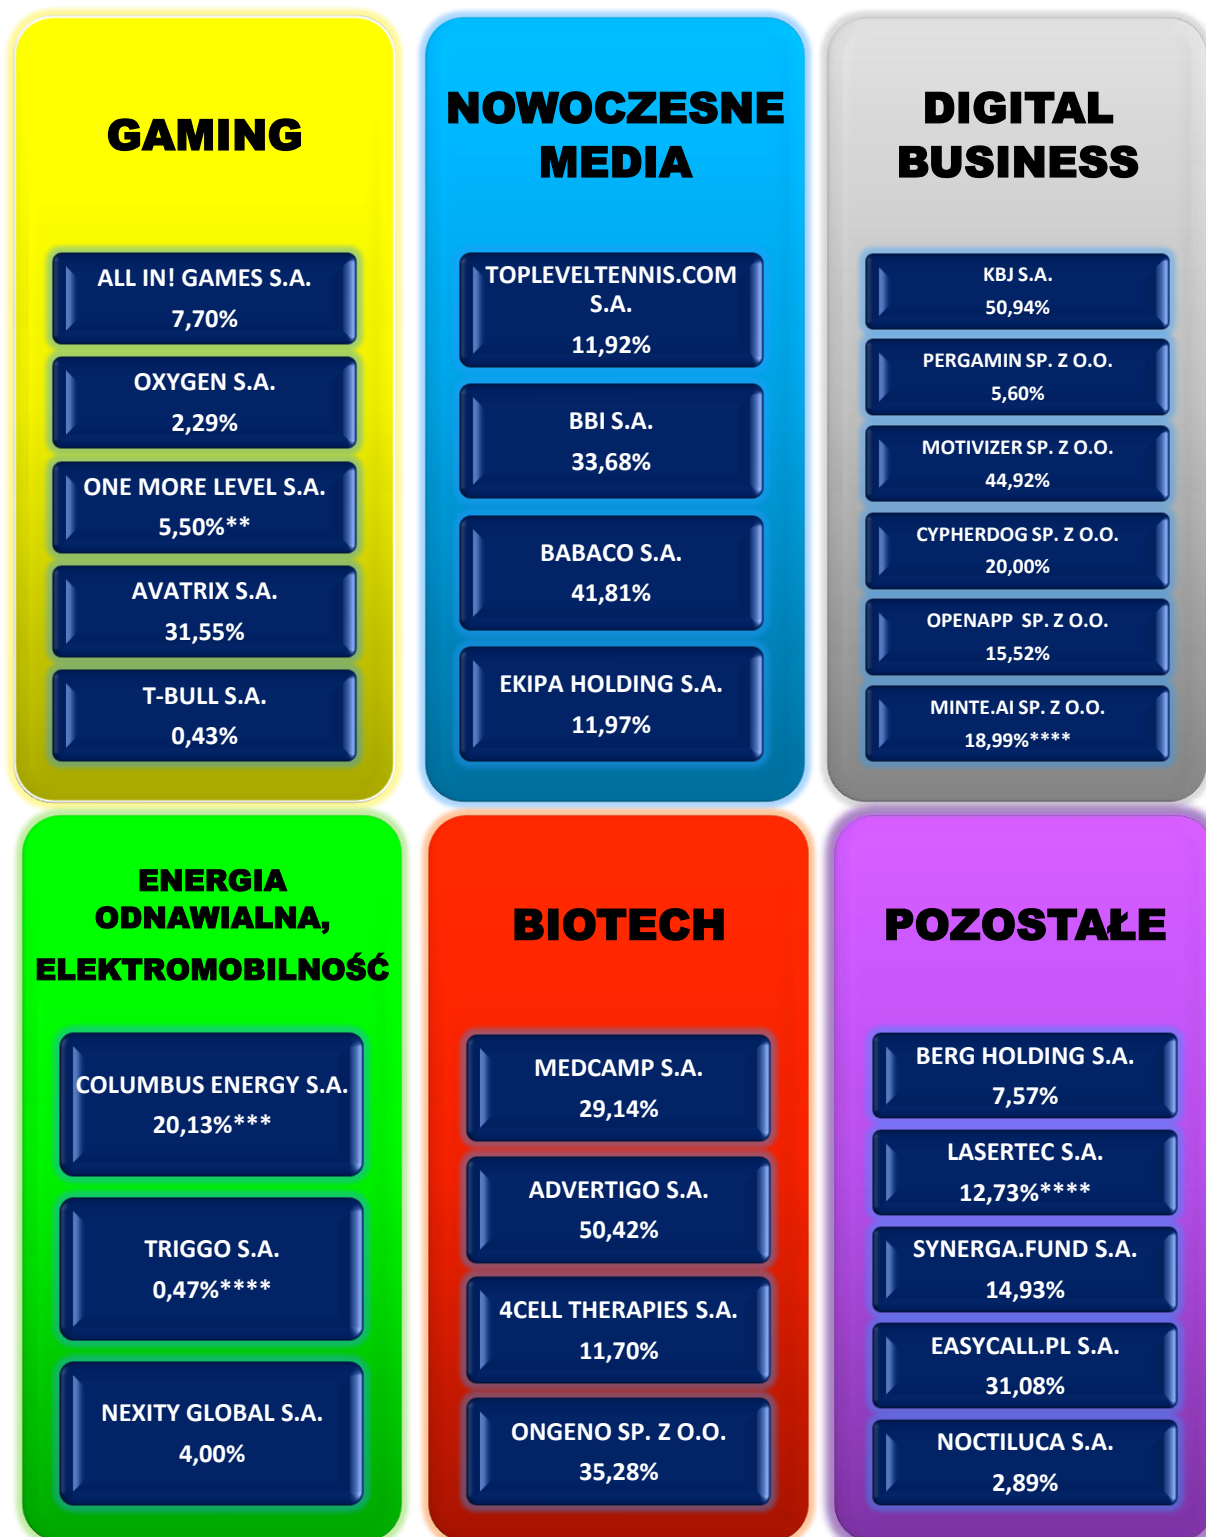 GAMING
ALL IN! GAMES S.A.
7,70%
OXYGEN S.A.
2,29%
ONE MORE LEVEL S.A.
5,50%**
AVATRIX S.A.
31,55%
T-BULL S.A.
0,43%
NOWOCZESNE
MEDIA
TOPLEVELTENNIS.COM
S.A.
11,92%
BBI S.A.
33,68%
BABACO S.A.
41,81%
EKIPA HOLDING S.A.
11,97%
DIGITAL
BUSINESS
KBJ S.A.
50,94%
PERGAMIN SP. Z O.O.
5,60%
MOTIVIZER SP. Z O.O.
44,92%
CYPHERDOG SP. Z O.O.
20,00%
OPENAPP SP. Z O.O.
15,52%
MINTE.AI SP. Z O.O.
18,99%****
ENERGIA
ODNAWIALNA,
ELEKTROMOBILNOŚĆ
COLUMBUS ENERGY S.A.
20,13%***
TRIGGO S.A.
0,47%****
NEXITY GLOBAL S.A.
4,00%
BIOTECH
MEDCAMP S.A.
29,14%
ADVERTIGO S.A.
50,42%
4CELL THERAPIES S.A.
11,70%
ONGENO SP. Z O.O.
35,28%
POZOSTAŁE
BERG HOLDING S.A.
7,57%
LASERTEC S.A.
12,73%****
SYNERGA.FUND S.A.
14,93%
EASYCALL.PL S.A.
31,08%
NOCTILUCA S.A.
2,89%